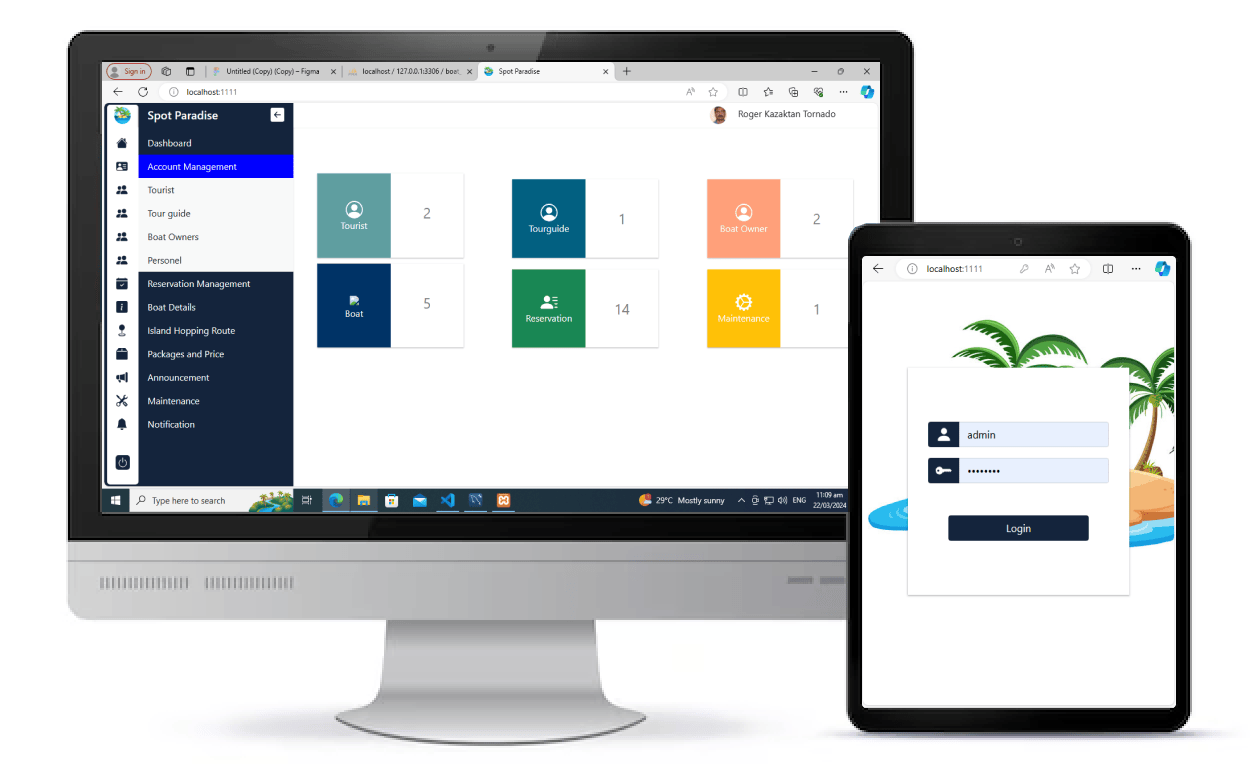 Sign in
Untitled (Copy) (Copy) – Figma
localhost / 127.0.0.1:3306 / boat
Spot Paradise
localhost:1111
Spot Paradise
Roger Kazaktan Tornado
Dashboard
Account Management
Tourist
Tour guide
Boat Owners
Personel
Reservation Management
Boat Details
Island Hopping Route
Packages and Price
Announcement
Maintenance
Notification
Tourist
2
Tourguide
1
Boat Owner
2
Boat
5
Reservation
14
Maintenance
1
Type here to search
29°C Mostly sunny
ENG
11:09 am
22/03/2024
localhost:1111
admin
••••••••
Login